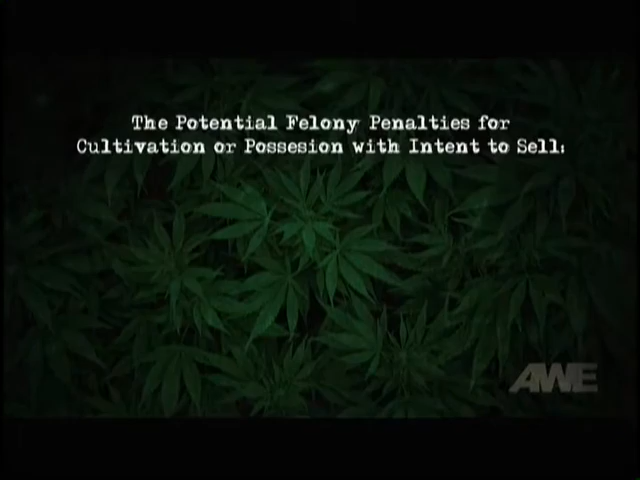 The Potential Felony Penalties for
Cultivation or Possesion with Intent to Sell:
AWE